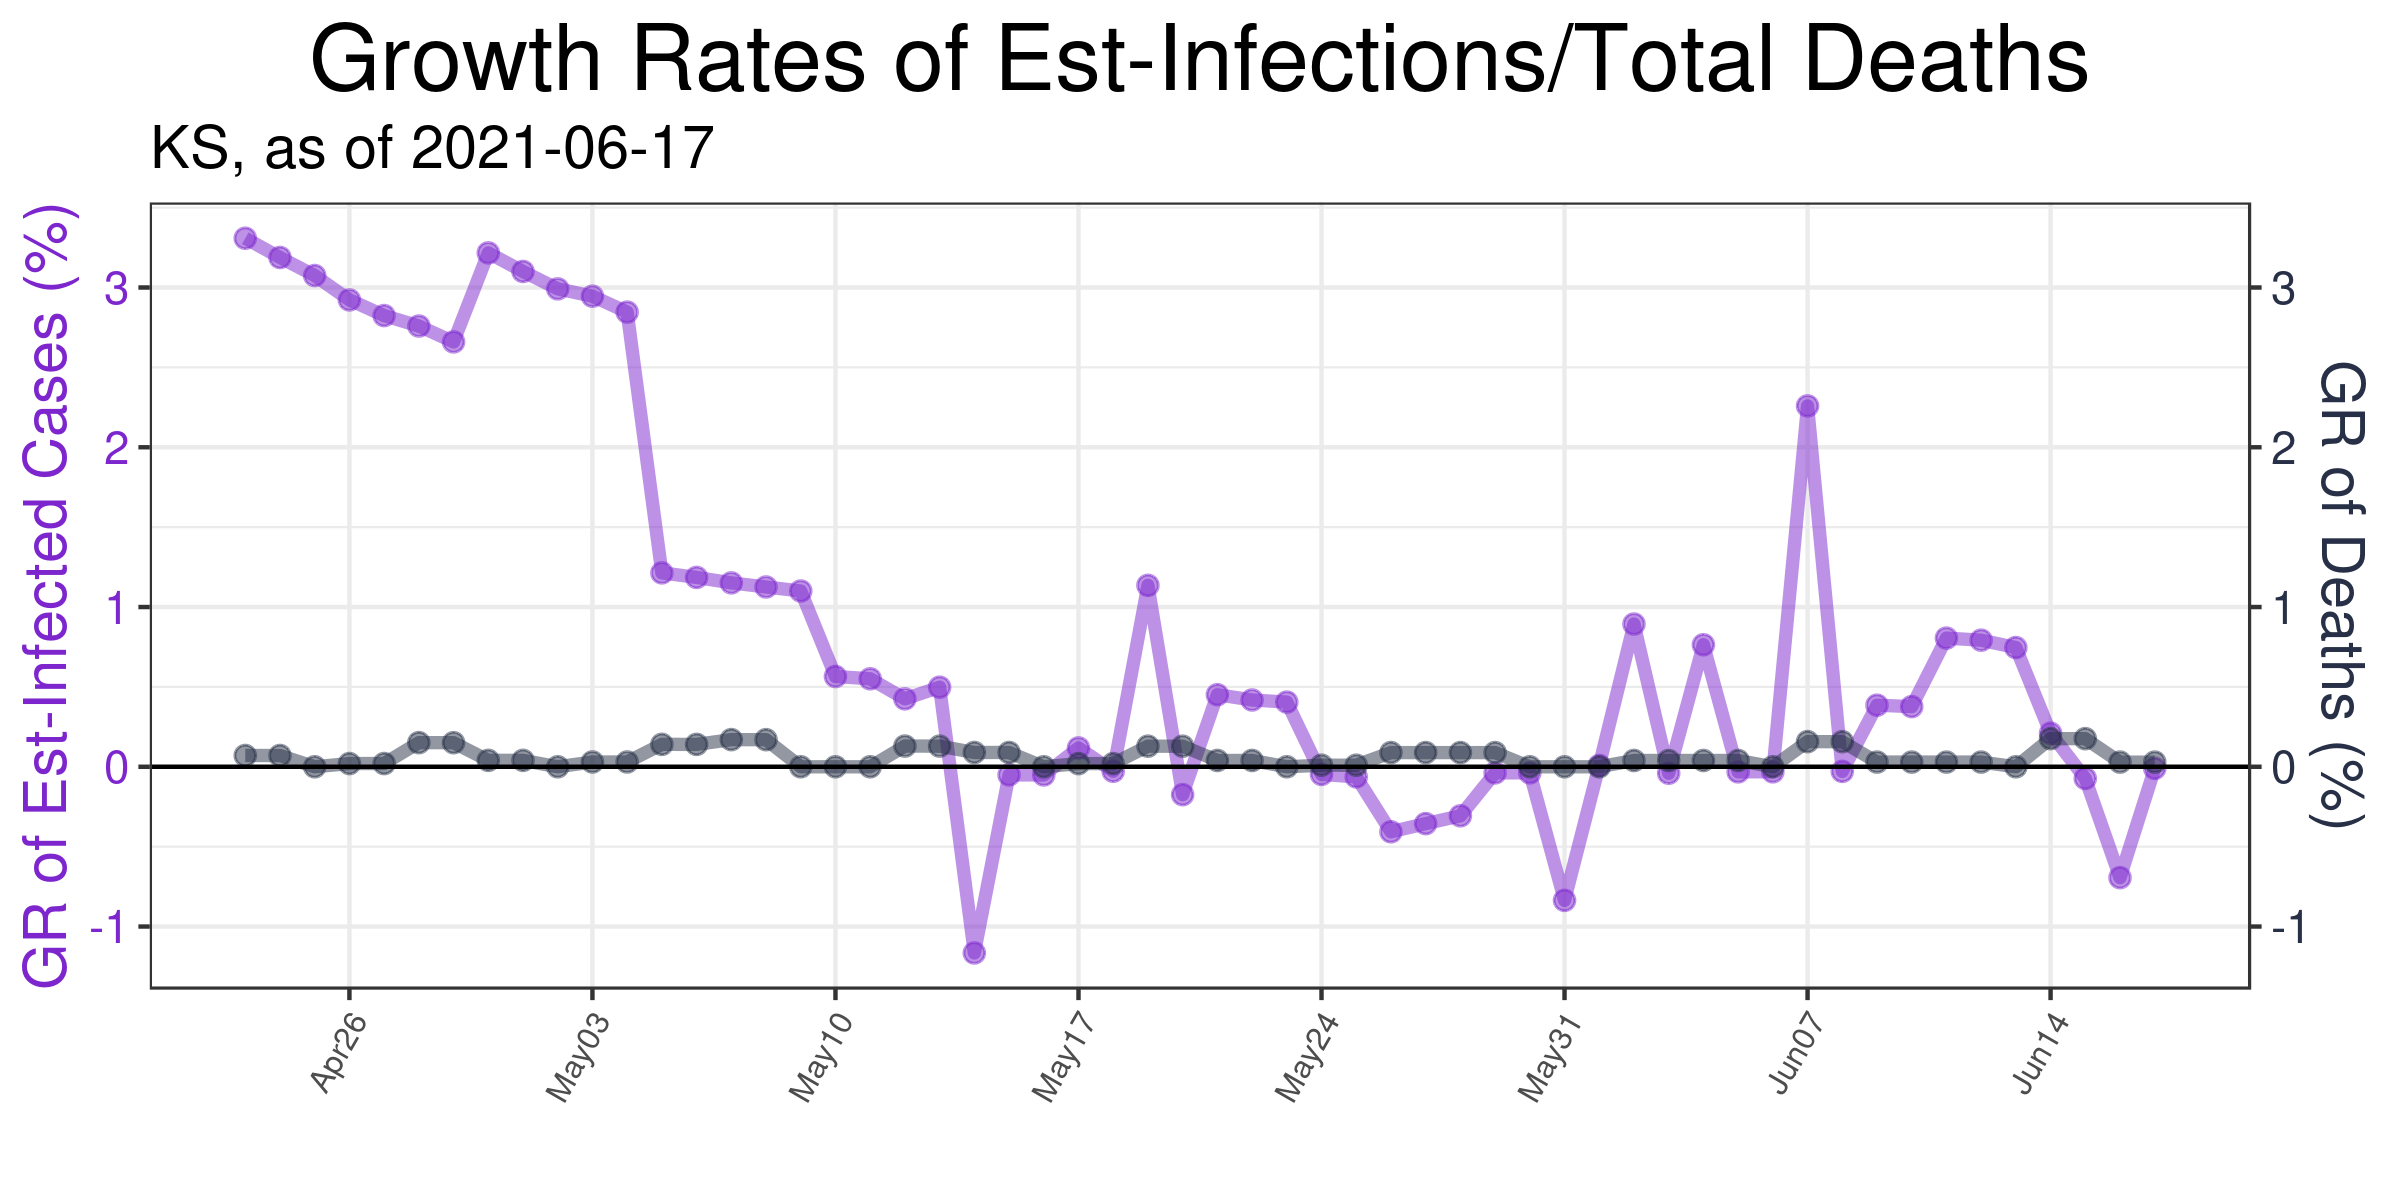 Growth Rates of Est-Infections/Total Deaths
KS, as of 2021-06-17
GR of Est-Infected Cases (%)
3
2
1
0
-1
3
2
1
0
-1
GR of Deaths (%)
Apr26
May03
May10
May17
May24
May31
Jun07
Jun14